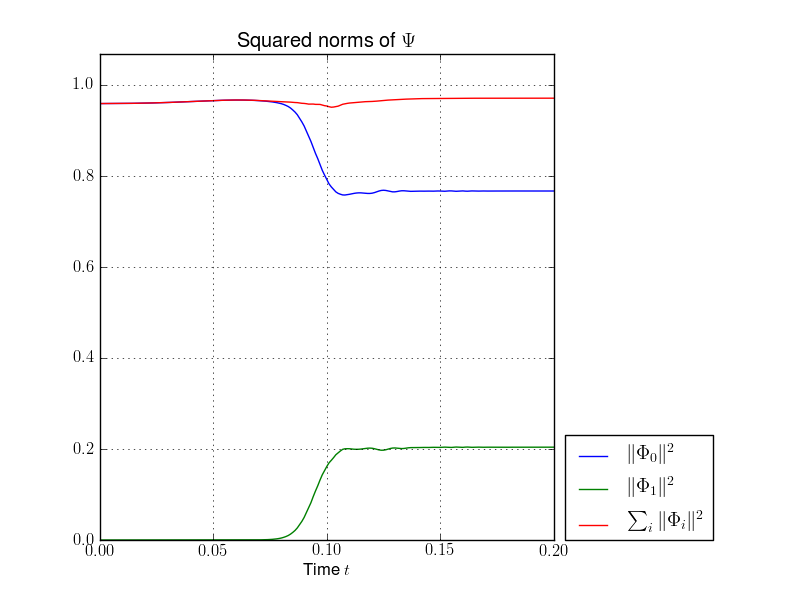 Squared norms of Ψ
1.0
0.8
0.6
0.4
0.2
0.0
0.00 0.05 0.10 0.15 0.20
Time t
‖Φ₀‖²
‖Φ₁‖²
∑ᵢ ‖Φᵢ‖²